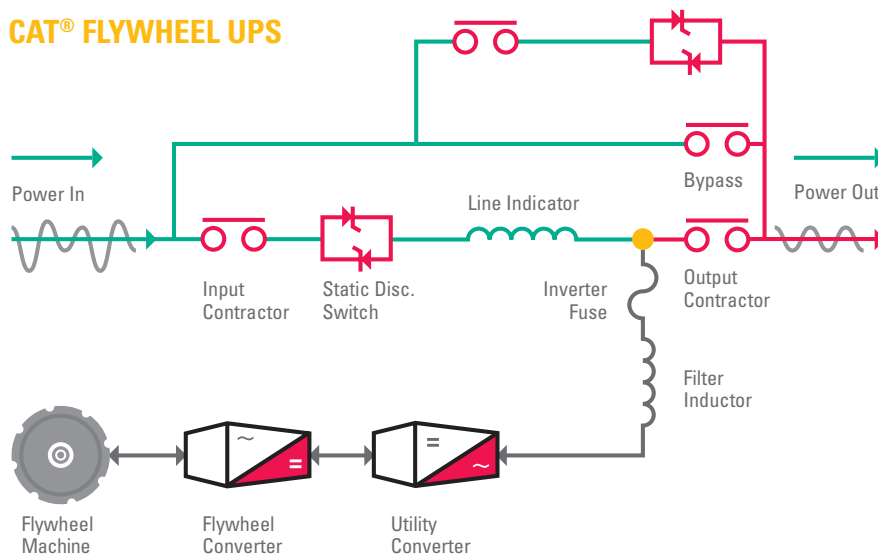 CAT® FLYWHEEL UPS
Power In
Bypass
Power Out
Line Indicator
Input
Contractor
Static Disc.
Switch
Inverter
Fuse
Output
Contractor
Filter
Inductor
~
=
=
~
Flywheel
Machine
Flywheel
Converter
Utility
Converter